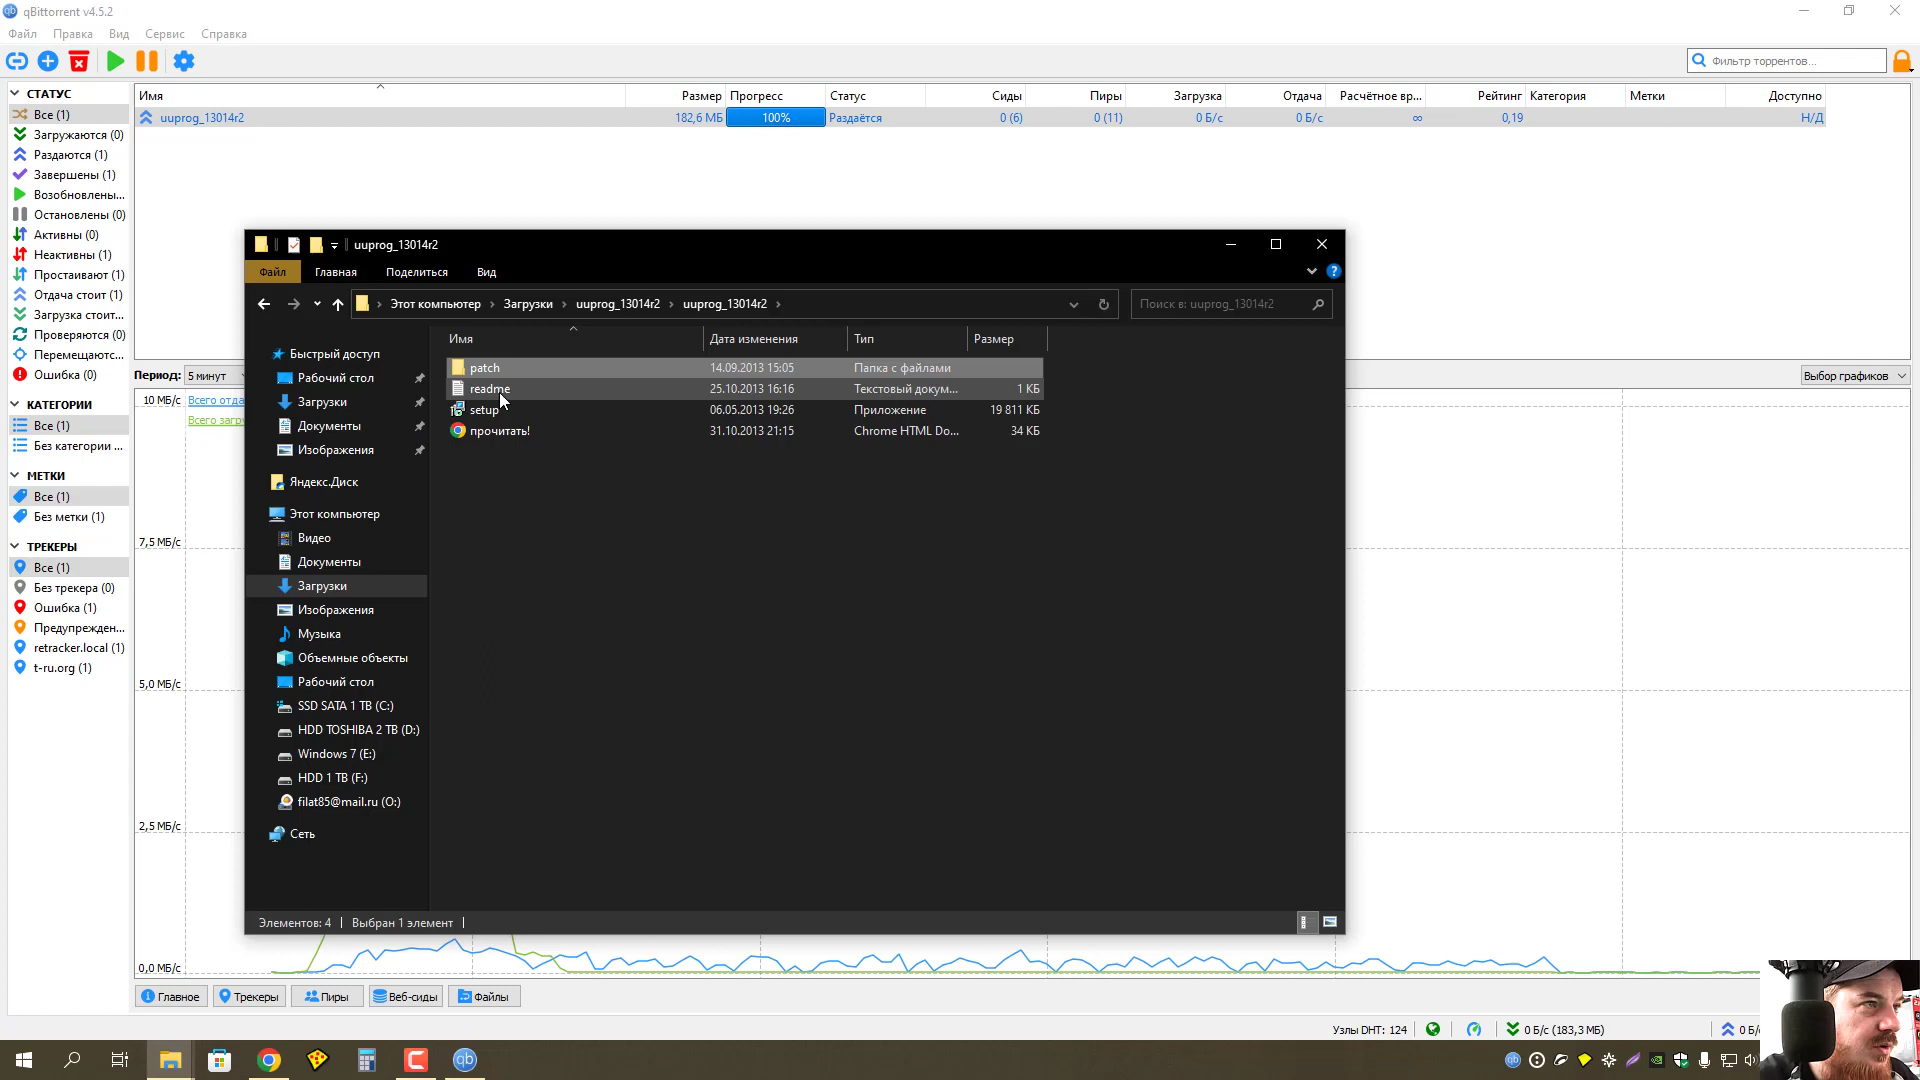 qBittorrent v4.5.2
Файл Правка Вид Сервис Справка
Фильтр торрентов...
СТАТУС
Все (1)
Загружаются (0)
Раздаются (1)
Завершены (1)
Возобновлены...
Остановлены (0)
Активны (0)
Неактивны (1)
Простаивают (1)
Отдача стоит (1)
Загрузка стоит...
Проверяются (0)
Перемещаютс...
Ошибка (0)
КАТЕГОРИИ
Все (1)
Без категории ...
МЕТКИ
Все (1)
Без метки (1)
ТРЕКЕРЫ
Все (1)
Без трекера (0)
Ошибка (1)
Предупрежден...
retracker.local (1)
t-ru.org (1)
Имя Размер Прогресс Статус Сиды Пиры Загрузка Отдача Расчётное вр... Рейтинг Категория Метки Доступно
uuprog_13014r2 182,6 МБ 100% Раздаётся 0 (6) 0 (11) 0 Б/с 0 Б/с ∞ 0,19 Н/Д
Период: 5 минут Выбор графиков
10 МБ/с Всего отда
Всего загр
7,5 МБ/с
5,0 МБ/с
2,5 МБ/с
0,0 МБ/с
uuprog_13014r2
Файл Главная Поделиться Вид
Этот компьютер › Загрузки › uuprog_13014r2 › uuprog_13014r2 ›
Поиск в: uuprog_13014r2
Быстрый доступ
Рабочий стол
Загрузки
Документы
Изображения
Яндекс.Диск
Этот компьютер
Видео
Документы
Загрузки
Изображения
Музыка
Объемные объекты
Рабочий стол
SSD SATA 1 TB (C:)
HDD TOSHIBA 2 TB (D:)
Windows 7 (E:)
HDD 1 TB (F:)
filat85@mail.ru (O:)
Сеть
Имя Дата изменения Тип Размер
patch 14.09.2013 15:05 Папка с файлами
readme 25.10.2013 16:16 Текстовый докум... 1 КБ
setup 06.05.2013 19:26 Приложение 19 811 КБ
прочитать! 31.10.2013 21:15 Chrome HTML Do... 34 КБ
Элементов: 4 Выбран 1 элемент
Главное Трекеры Пиры Веб-сиды Файлы
Узлы DHT: 124 0 Б/с (183,3 МБ) 0 Б/